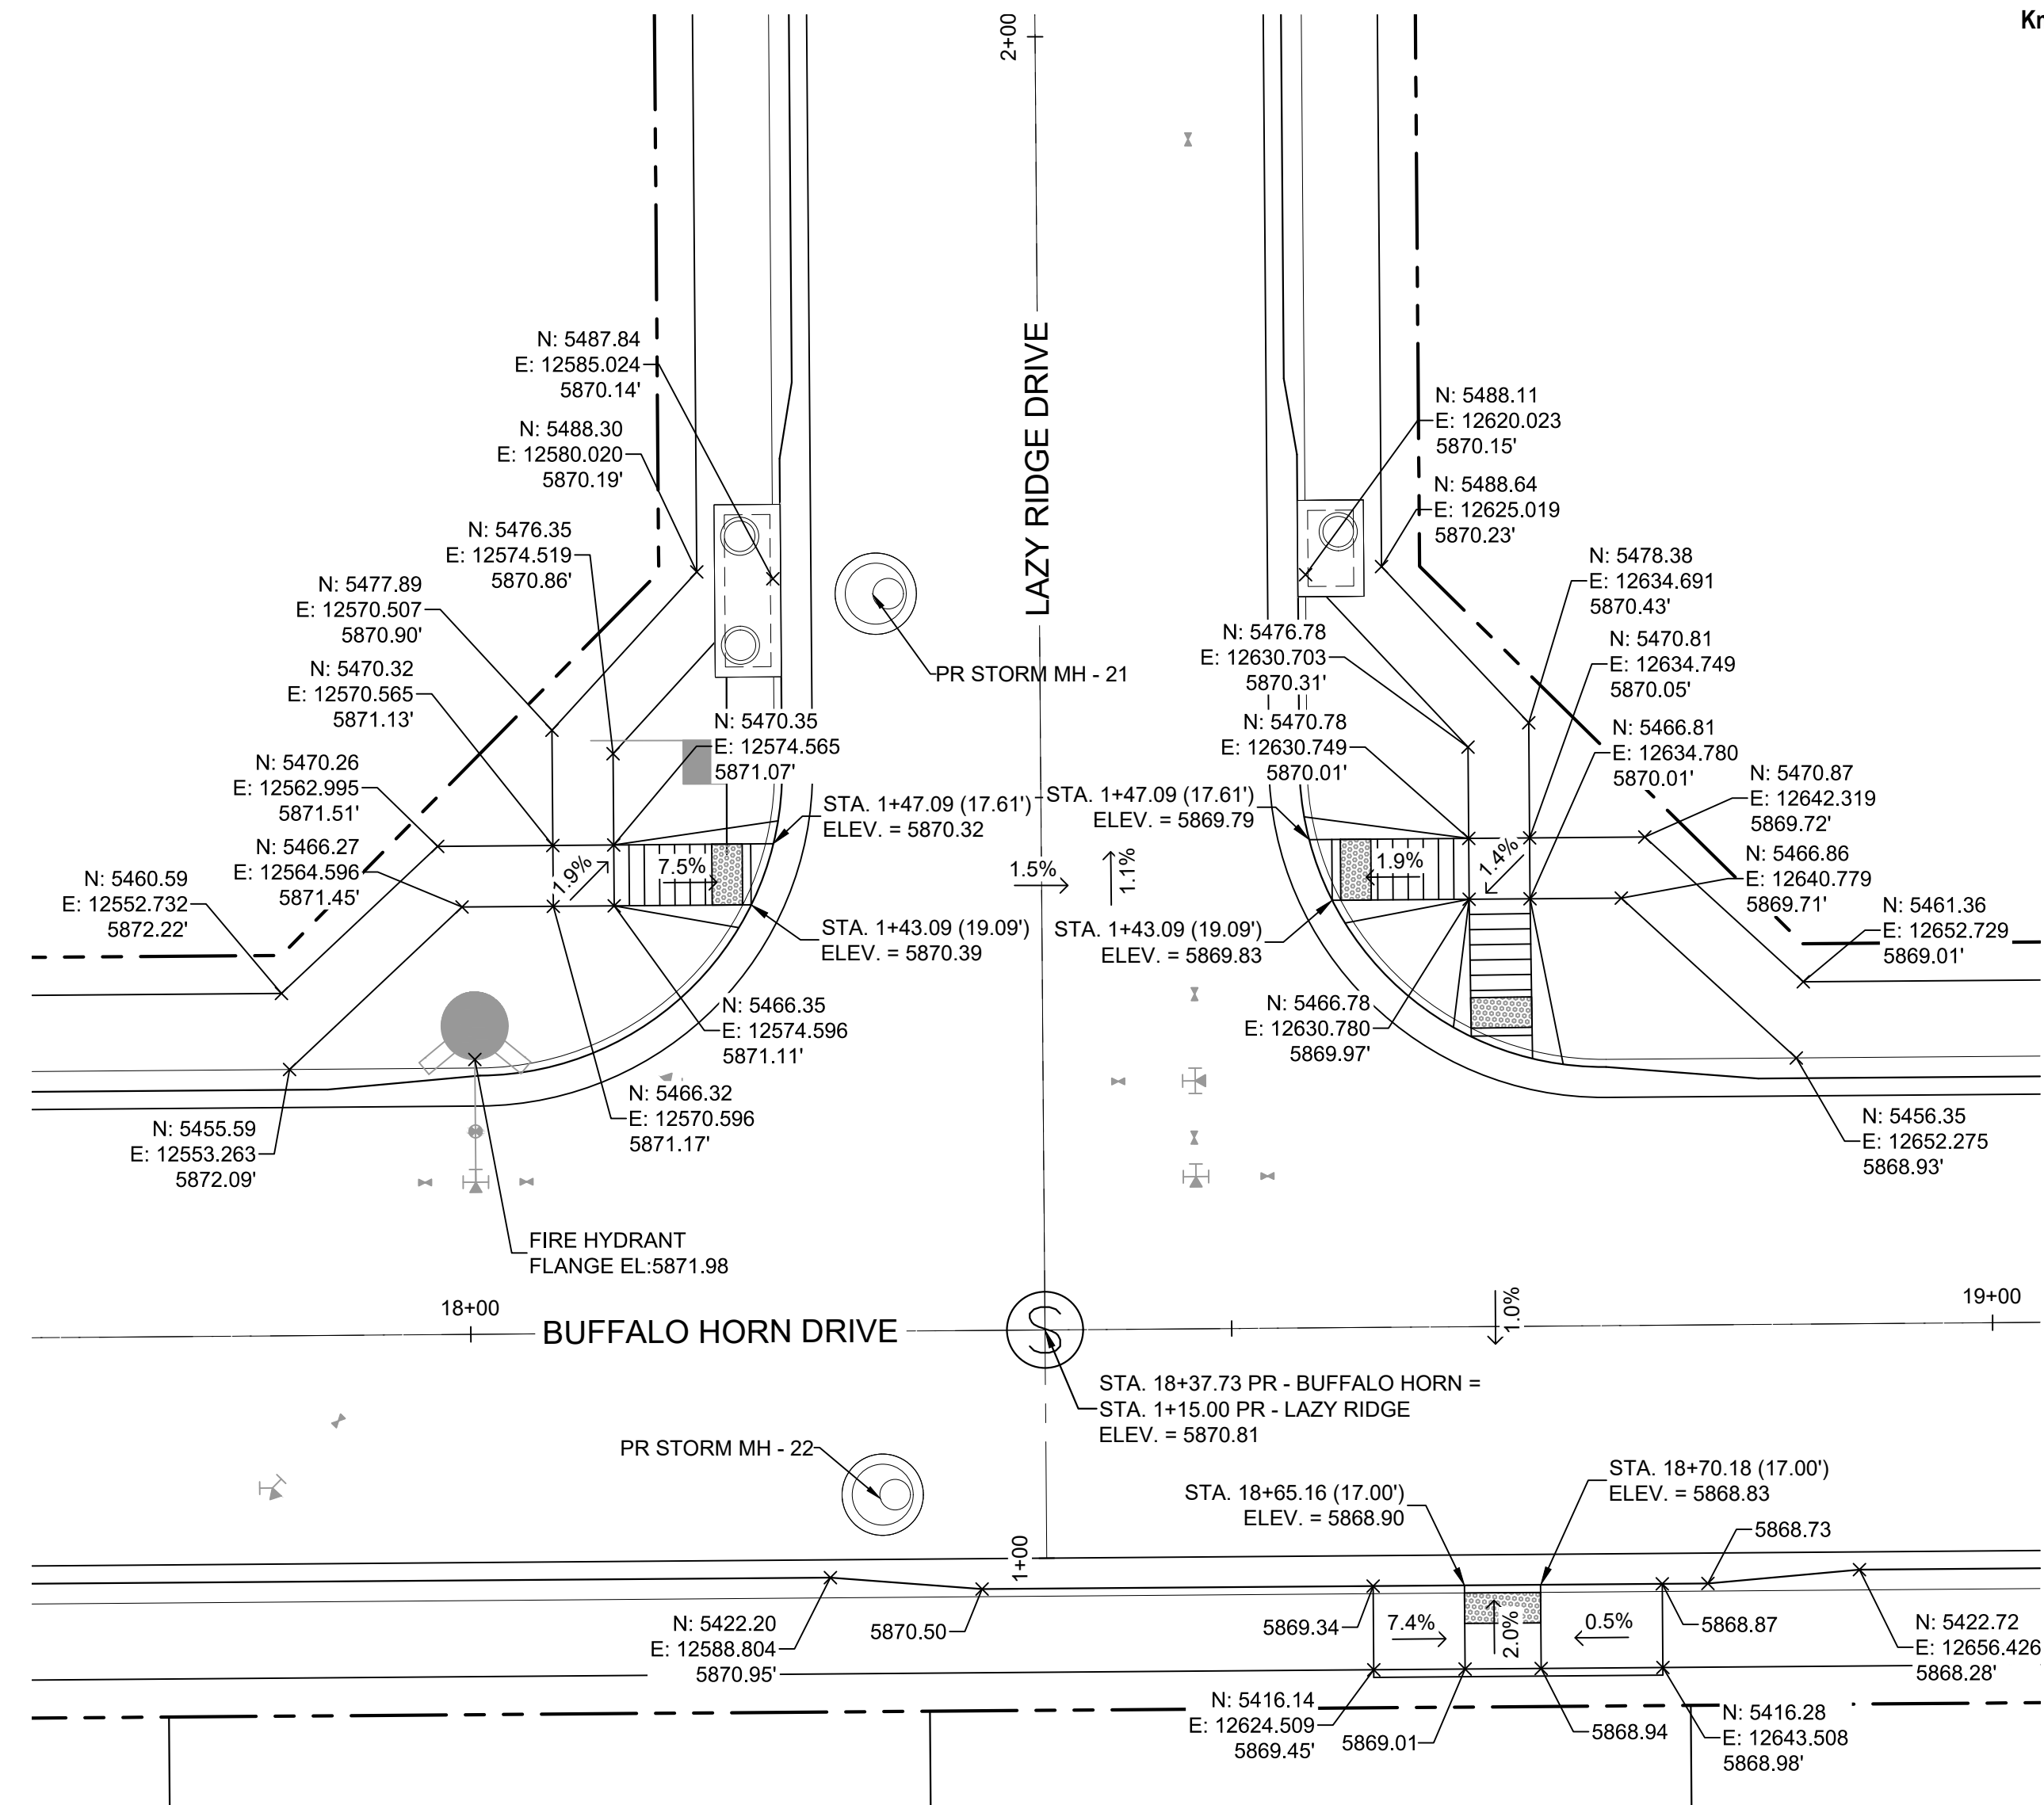 Kr
2+00
LAZY RIDGE DRIVE
N: 5487.84
E: 12585.024
5870.14'
N: 5488.30
E: 12580.020
5870.19'
N: 5476.35
E: 12574.519
5870.86'
N: 5477.89
E: 12570.507
5870.90'
N: 5470.32
E: 12570.565
5871.13'
N: 5470.26
E: 12562.995
5871.51'
N: 5466.27
E: 12564.596
5871.45'
N: 5460.59
E: 12552.732
5872.22'
N: 5455.59
E: 12553.263
5872.09'
PR STORM MH - 21
N: 5470.35
E: 12574.565
5871.07'
STA. 1+47.09 (17.61')
ELEV. = 5870.32
1.9%
7.5%
STA. 1+43.09 (19.09')
ELEV. = 5870.39
N: 5466.35
E: 12574.596
5871.11'
N: 5466.32
E: 12570.596
5871.17'
FIRE HYDRANT
FLANGE EL:5871.98
1.5%
1.1%
N: 5488.11
E: 12620.023
5870.15'
N: 5488.64
E: 12625.019
5870.23'
N: 5478.38
E: 12634.691
5870.43'
N: 5476.78
E: 12630.703
5870.31'
N: 5470.81
E: 12634.749
5870.05'
N: 5470.78
E: 12630.749
5870.01'
N: 5466.81
E: 12634.780
5870.01'
N: 5470.87
E: 12642.319
5869.72'
STA. 1+47.09 (17.61')
ELEV. = 5869.79
1.9%
1.4%
N: 5466.86
E: 12640.779
5869.71'
STA. 1+43.09 (19.09')
ELEV. = 5869.83
N: 5461.36
E: 12652.729
5869.01'
N: 5466.78
E: 12630.780
5869.97'
N: 5456.35
E: 12652.275
5868.93'
18+00
BUFFALO HORN DRIVE
1.0%
19+00
STA. 18+37.73 PR - BUFFALO HORN =
STA. 1+15.00 PR - LAZY RIDGE
ELEV. = 5870.81
PR STORM MH - 22
1+00
STA. 18+65.16 (17.00')
ELEV. = 5868.90
STA. 18+70.18 (17.00')
ELEV. = 5868.83
5868.73
N: 5422.20
E: 12588.804
5870.95'
5870.50
5869.34
7.4%
2.0%
0.5%
5868.87
N: 5422.72
E: 12656.426
5868.28'
N: 5416.14
E: 12624.509
5869.45'
5869.01
5868.94
N: 5416.28
E: 12643.508
5868.98'